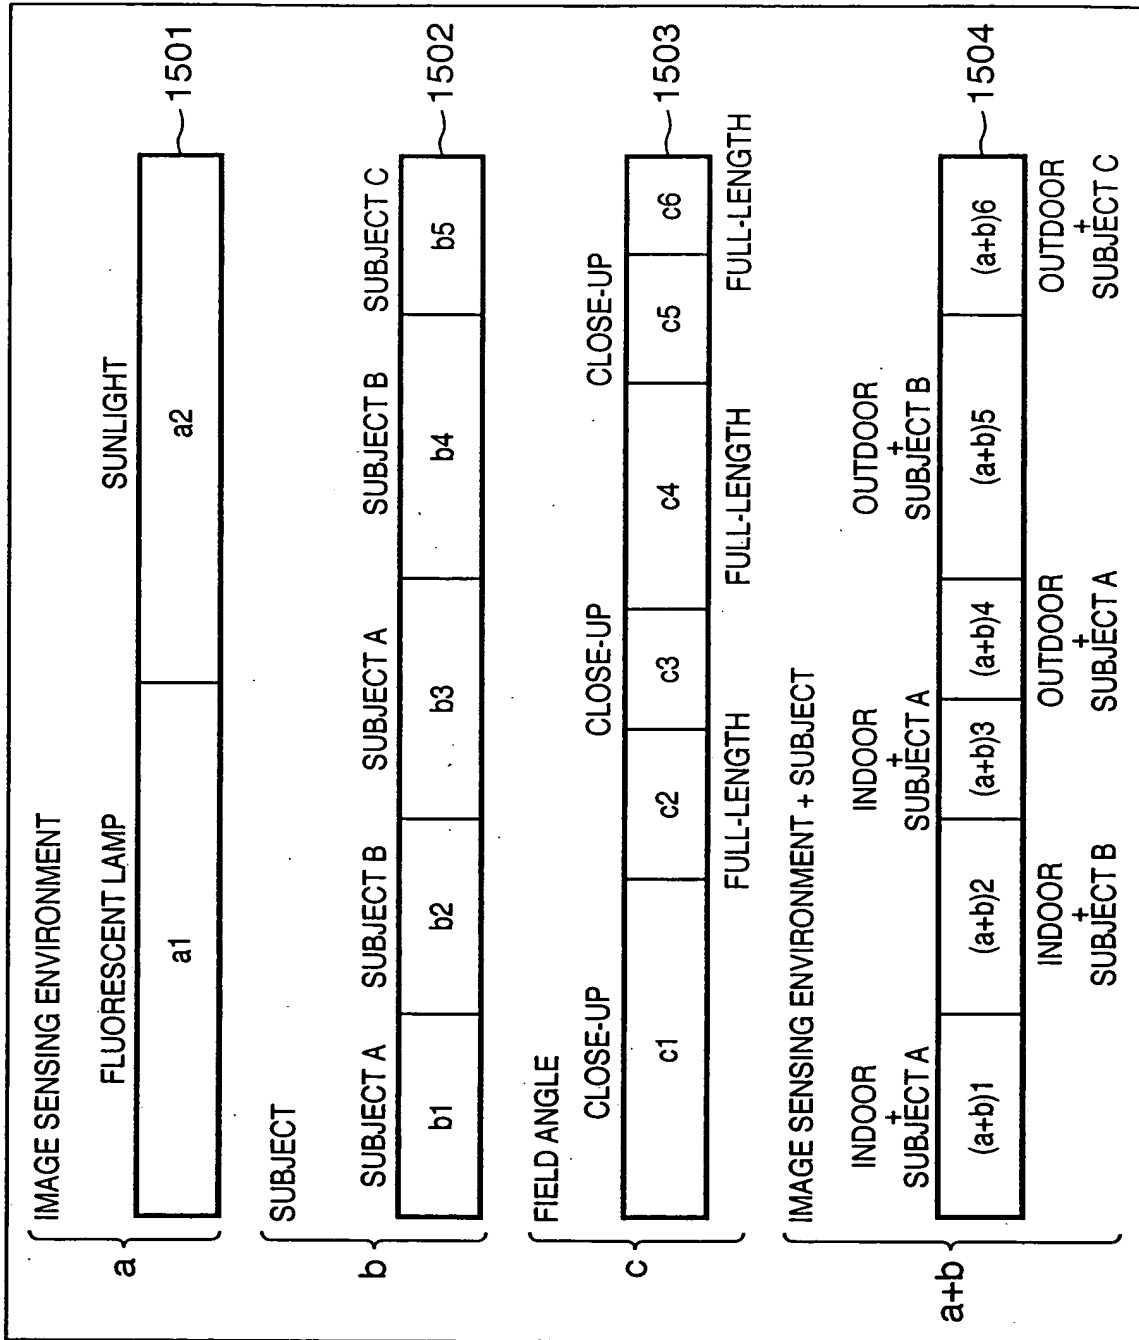 a
IMAGE SENSING ENVIRONMENT
FLUORESCENT LAMP
SUNLIGHT
a1
a2
1501
b
SUBJECT
SUBJECT A
SUBJECT B
SUBJECT A
SUBJECT B
SUBJECT C
b1
b2
b3
b4
b5
1502
c
FIELD ANGLE
CLOSE-UP
CLOSE-UP
CLOSE-UP
c1
c2
c3
c4
c5
c6
1503
FULL-LENGTH
FULL-LENGTH
FULL-LENGTH
a+b
IMAGE SENSING ENVIRONMENT + SUBJECT
INDOOR
+
SUBJECT A
INDOOR
+
SUBJECT A
OUTDOOR
+
SUBJECT B
(a+b)1
(a+b)2
(a+b)3
(a+b)4
(a+b)5
(a+b)6
1504
INDOOR
+
SUBJECT B
OUTDOOR
+
SUBJECT A
OUTDOOR
+
SUBJECT C